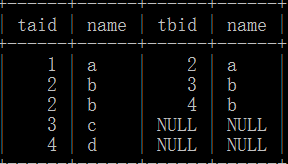 taid | name | tbid | name
1 | a | 2 | a
2 | b | 3 | b
2 | b | 4 | b
3 | c | NULL | NULL
4 | d | NULL | NULL